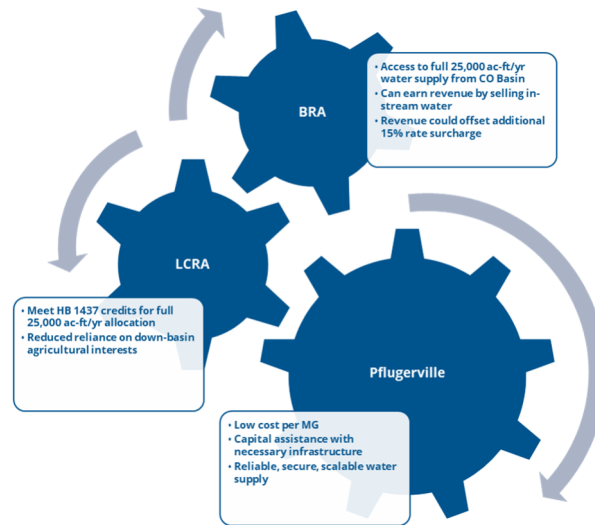 BRA
• Access to full 25,000 ac-ft/yr
water supply from CO Basin
• Can earn revenue by selling in-
stream water
• Revenue could offset additional
15% rate surcharge
LCRA
• Meet HB 1437 credits for full
25,000 ac-ft/yr allocation
• Reduced reliance on down-basin
agricultural interests
Pflugerville
• Low cost per MG
• Capital assistance with
necessary infrastructure
• Reliable, secure, scalable water
supply